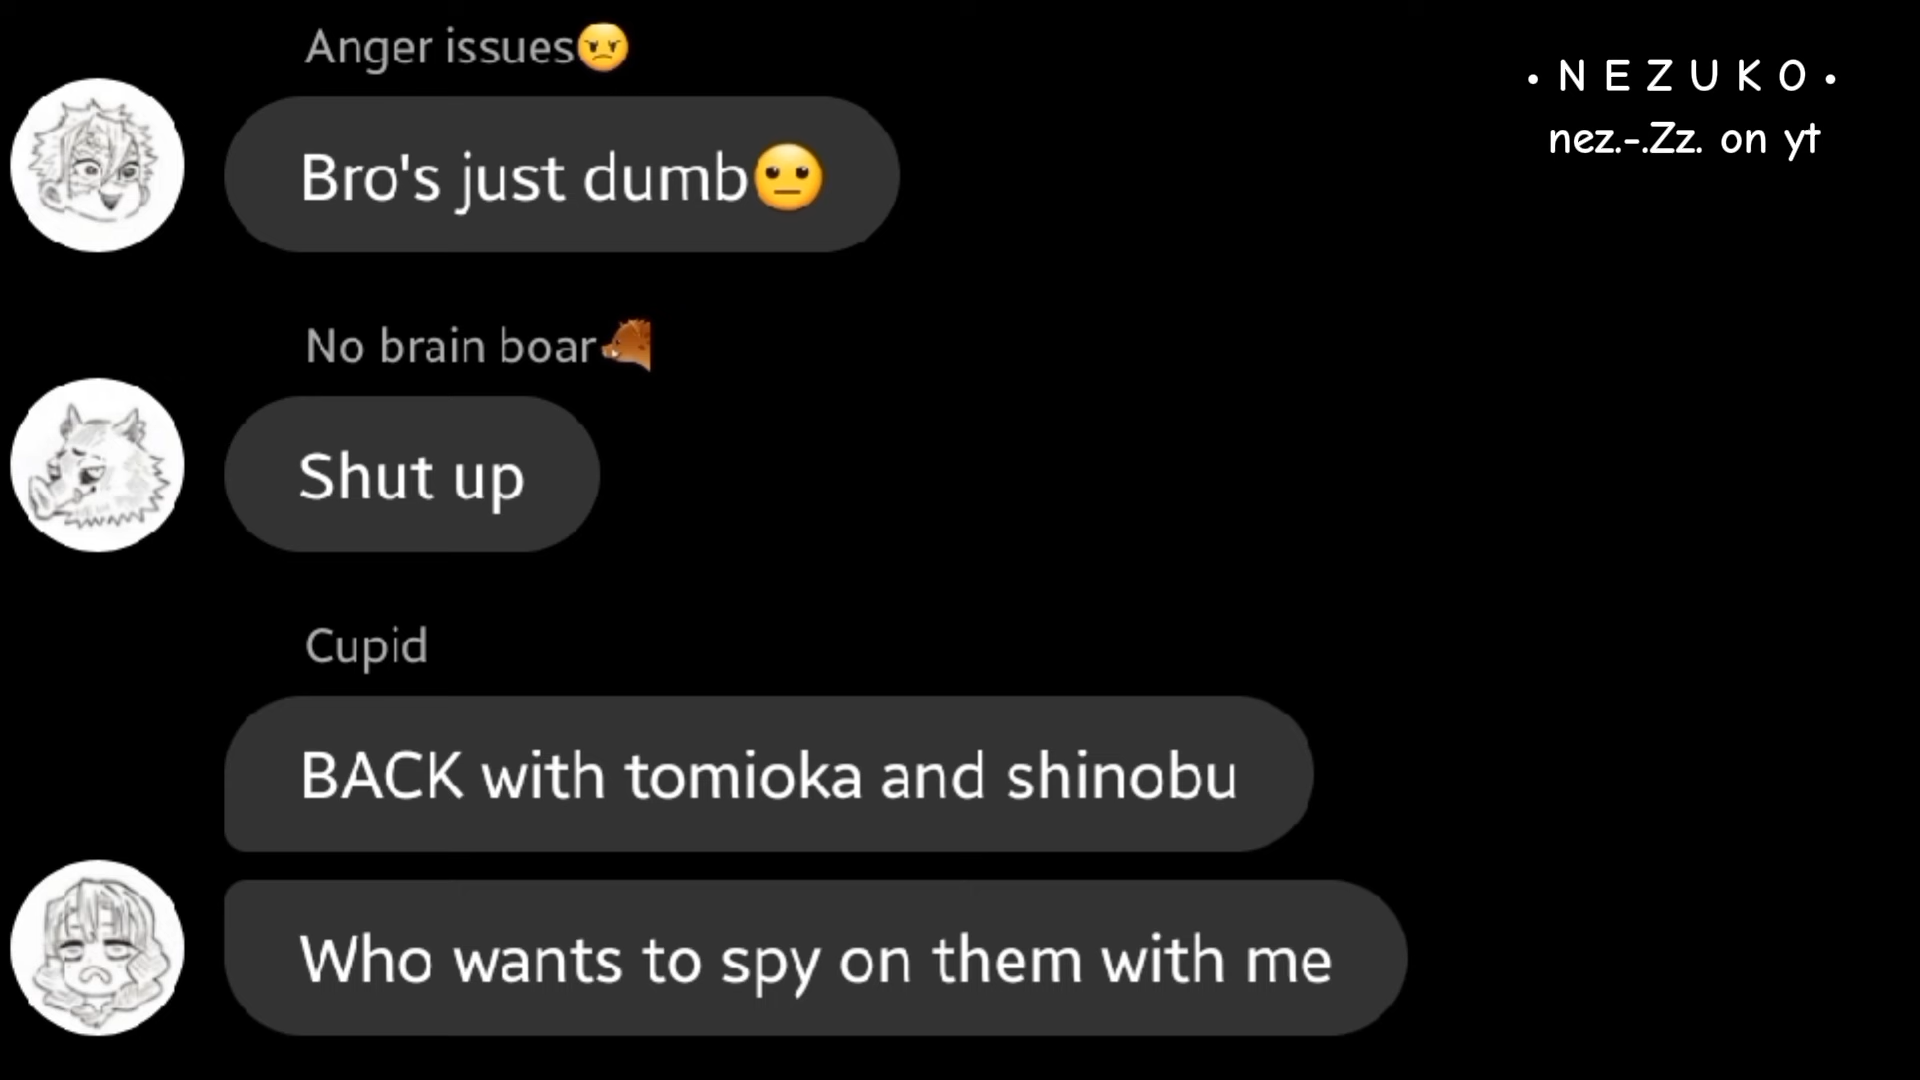 Anger issues😠
• N E Z U K O •
nez.-.Zz. on yt
Bro's just dumb😐
No brain boar🐗
Shut up
Cupid
BACK with tomioka and shinobu
Who wants to spy on them with me